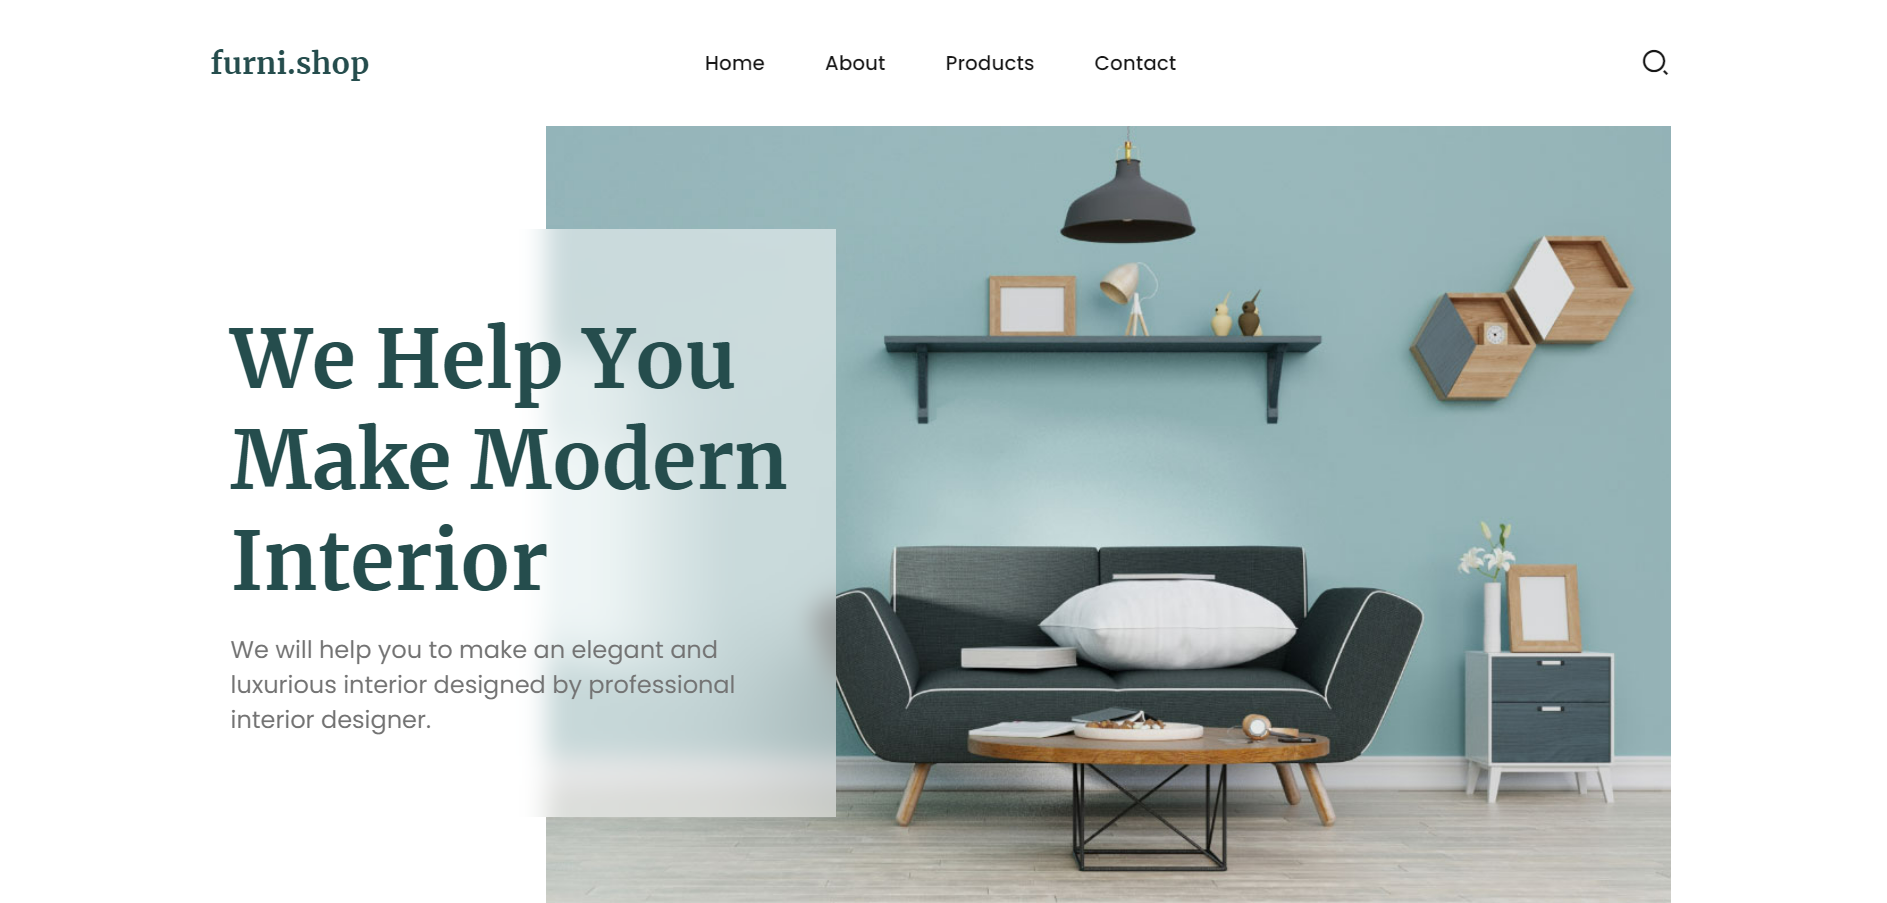 furni.shop
Home About Products Contact
We Help You
Make Modern
Interior
We will help you to make an elegant and
luxurious interior designed by professional
interior designer.